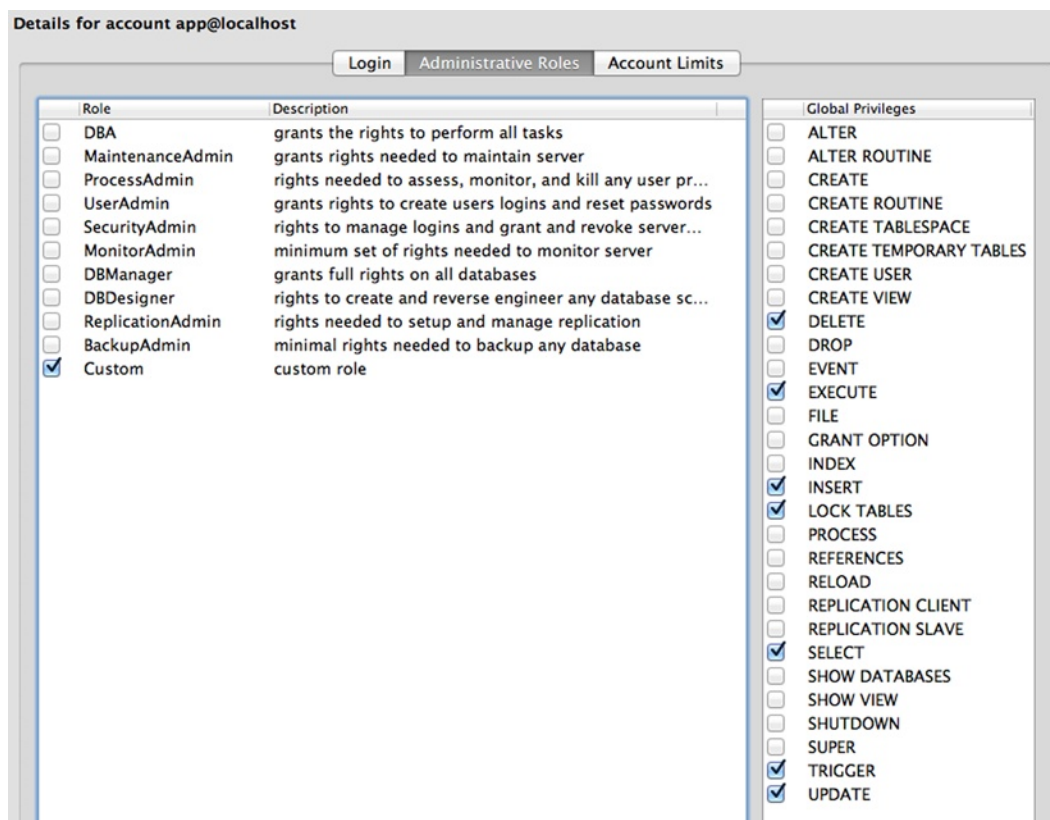 Details for account app@localhost
Login Administrative Roles Account Limits
Role Description
DBA grants the rights to perform all tasks
MaintenanceAdmin grants rights needed to maintain server
ProcessAdmin rights needed to assess, monitor, and kill any user pr...
UserAdmin grants rights to create users logins and reset passwords
SecurityAdmin rights to manage logins and grant and revoke server...
MonitorAdmin minimum set of rights needed to monitor server
DBManager grants full rights on all databases
DBDesigner rights to create and reverse engineer any database sc...
ReplicationAdmin rights needed to setup and manage replication
BackupAdmin minimal rights needed to backup any database
Custom custom role
Global Privileges
ALTER
ALTER ROUTINE
CREATE
CREATE ROUTINE
CREATE TABLESPACE
CREATE TEMPORARY TABLES
CREATE USER
CREATE VIEW
DELETE
DROP
EVENT
EXECUTE
FILE
GRANT OPTION
INDEX
INSERT
LOCK TABLES
PROCESS
REFERENCES
RELOAD
REPLICATION CLIENT
REPLICATION SLAVE
SELECT
SHOW DATABASES
SHOW VIEW
SHUTDOWN
SUPER
TRIGGER
UPDATE